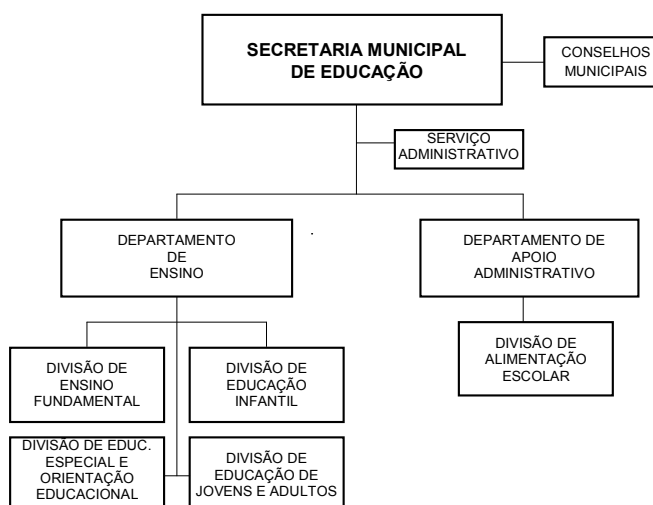 SECRETARIA MUNICIPAL
DE EDUCAÇÃO
CONSELHOS
MUNICIPAIS
SERVIÇO
ADMINISTRATIVO
DEPARTAMENTO
DE
ENSINO
DEPARTAMENTO DE
APOIO
ADMINISTRATIVO
DIVISÃO DE
ENSINO
FUNDAMENTAL
DIVISÃO DE
EDUCAÇÃO
INFANTIL
DIVISÃO DE
ALIMENTAÇÃO
ESCOLAR
DIVISÃO DE EDUC.
ESPECIAL E
ORIENTAÇÃO
EDUCACIONAL
DIVISÃO DE
EDUCAÇÃO DE
JOVENS E ADULTOS